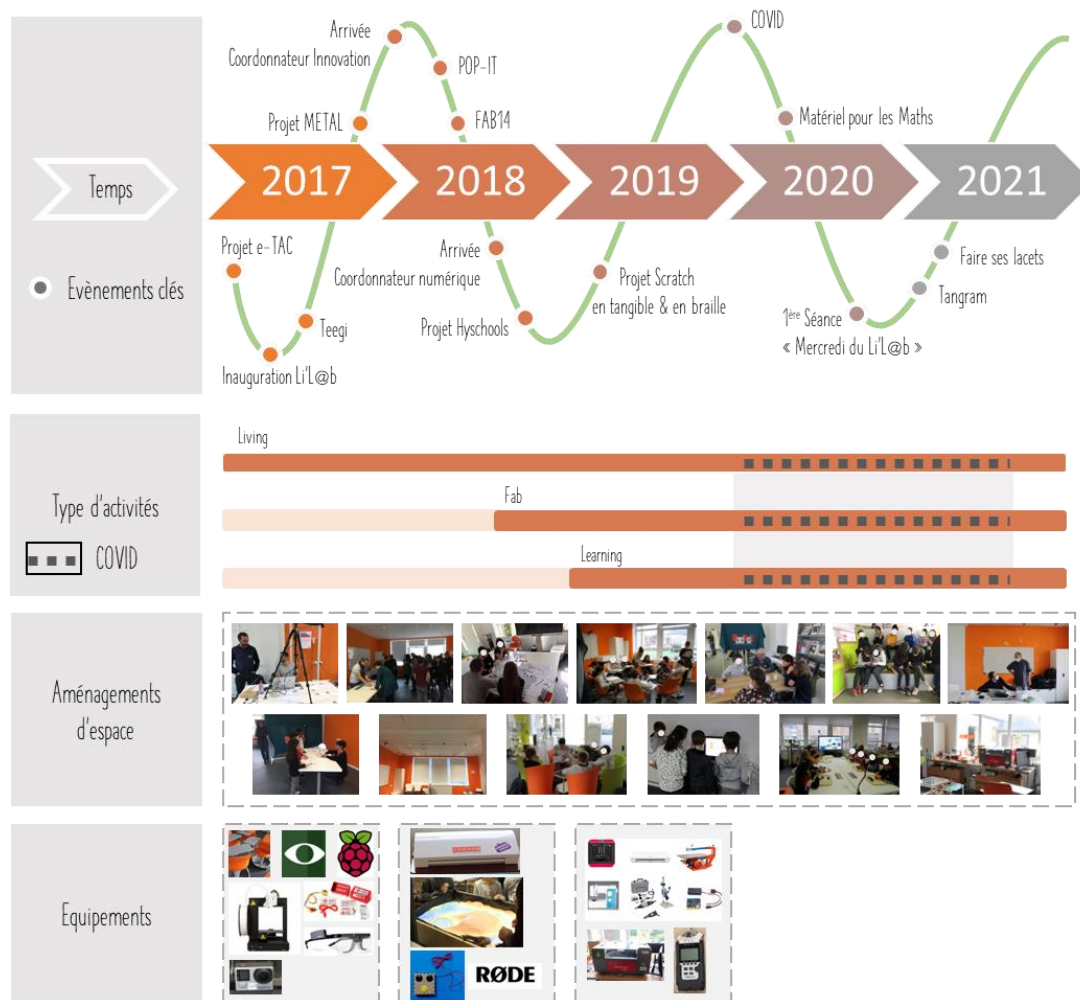 Temps
Evènements clés
2017
2018
2019
2020
2021
Projet e-TAC
Inauguration Li'L@b
Teegi
Projet METAL
Arrivée
Coordonnateur Innovation
POP-IT
FAB14
Arrivée
Coordonnateur numérique
Projet Hyschools
Projet Scratch
en tangible & en braille
COVID
Matériel pour les Maths
1ère Séance
« Mercredi du Li'L@b »
Tangram
Faire ses lacets
Type d'activités
COVID
Living
Fab
Learning
Aménagements
d'espace
Equipements
RØDE